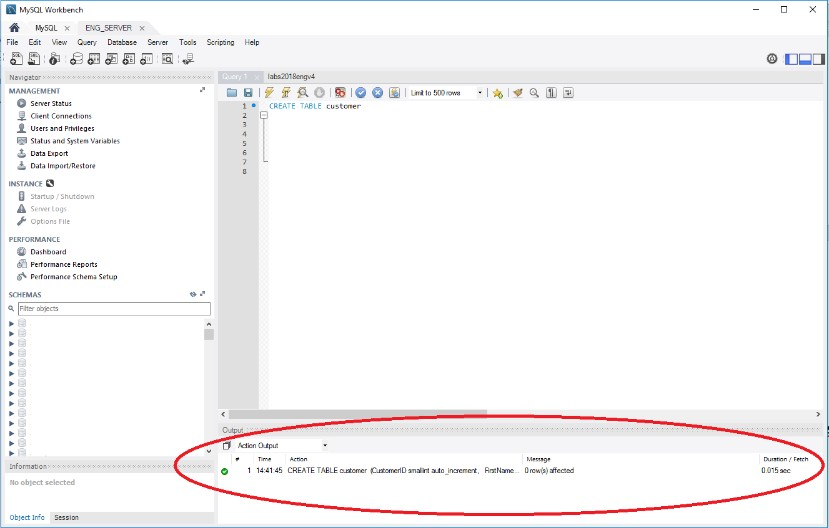 MySQL Workbench
MySQL ENG_SERVER
File Edit View Query Database Server Tools Scripting Help
Navigator
MANAGEMENT
Server Status
Client Connections
Users and Privileges
Status and System Variables
Data Export
Data Import/Restore
INSTANCE
Startup / Shutdown
Server Logs
Options File
PERFORMANCE
Dashboard
Performance Reports
Performance Schema Setup
SCHEMAS
Filter objects
Information
No object selected
Object Info Session
Query 1 labs2018engv4
Limit to 500 rows
1 CREATE TABLE customer
2
3
4
5
6
7
8
Output
Action Output
# Time Action Message Duration / Fetch
1 14:41:45 CREATE TABLE customer (CustomerID smallint auto_increment, FirstName... 0 row(s) affected 0.015 sec